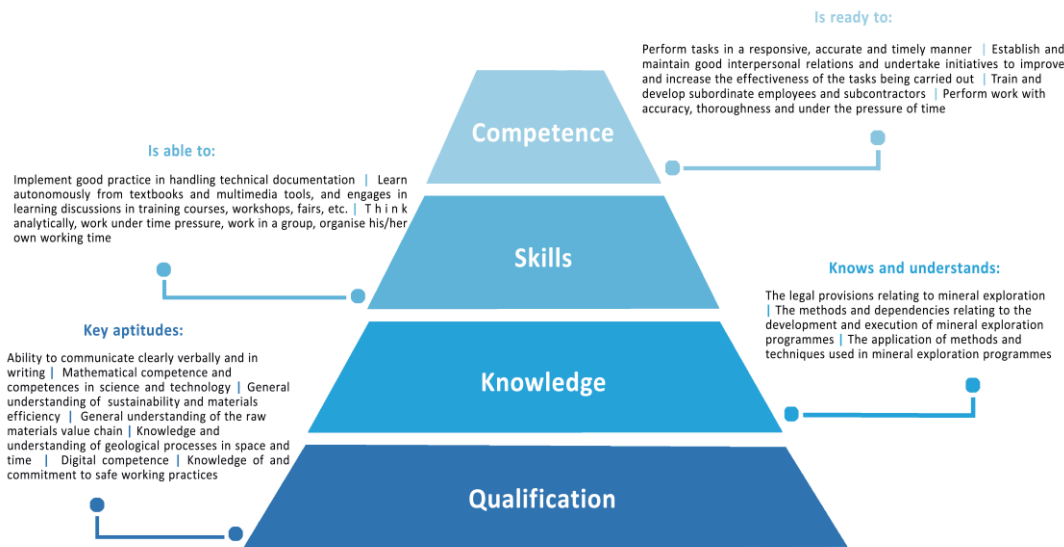 Is ready to:
Perform tasks in a responsive, accurate and timely manner | Establish and
maintain good interpersonal relations and undertake initiatives to improve
and increase the effectiveness of the tasks being carried out | Train and
develop subordinate employees and subcontractors | Perform work with
accuracy, thoroughness and under the pressure of time
Competence
Is able to:
Implement good practice in handling technical documentation | Learn
autonomously from textbooks and multimedia tools, and engages in
learning discussions in training courses, workshops, fairs, etc. | T h i n k
analytically, work under time pressure, work in a group, organise his/her
own working time
Skills
Knows and understands:
The legal provisions relating to mineral exploration
| The methods and dependencies relating to the
development and execution of mineral exploration
programmes | The application of methods and
techniques used in mineral exploration programmes
Knowledge
Key aptitudes:
Ability to communicate clearly verbally and in
writing | Mathematical competence and
competences in science and technology | General
understanding of sustainability and materials
efficiency | General understanding of the raw
materials value chain | Knowledge and
understanding of geological processes in space and
time | Digital competence | Knowledge of and
commitment to safe working practices
Qualification